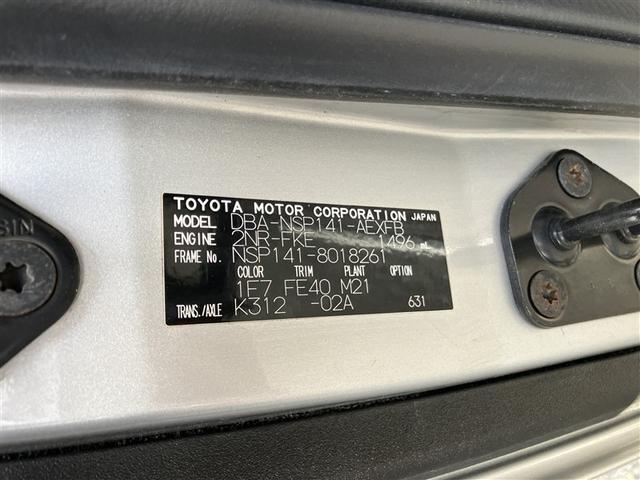 TOYOTA MOTOR CORPORATION JAPAN
MODEL DBA-NSP141-AEXFB
ENGINE 2NR-FKE 1496 mL
FRAME No. NSP141-8018261
COLOR TRIM PLANT OPTION
1F7 FE40 M21
TRANS./AXLE K312 -02A 631